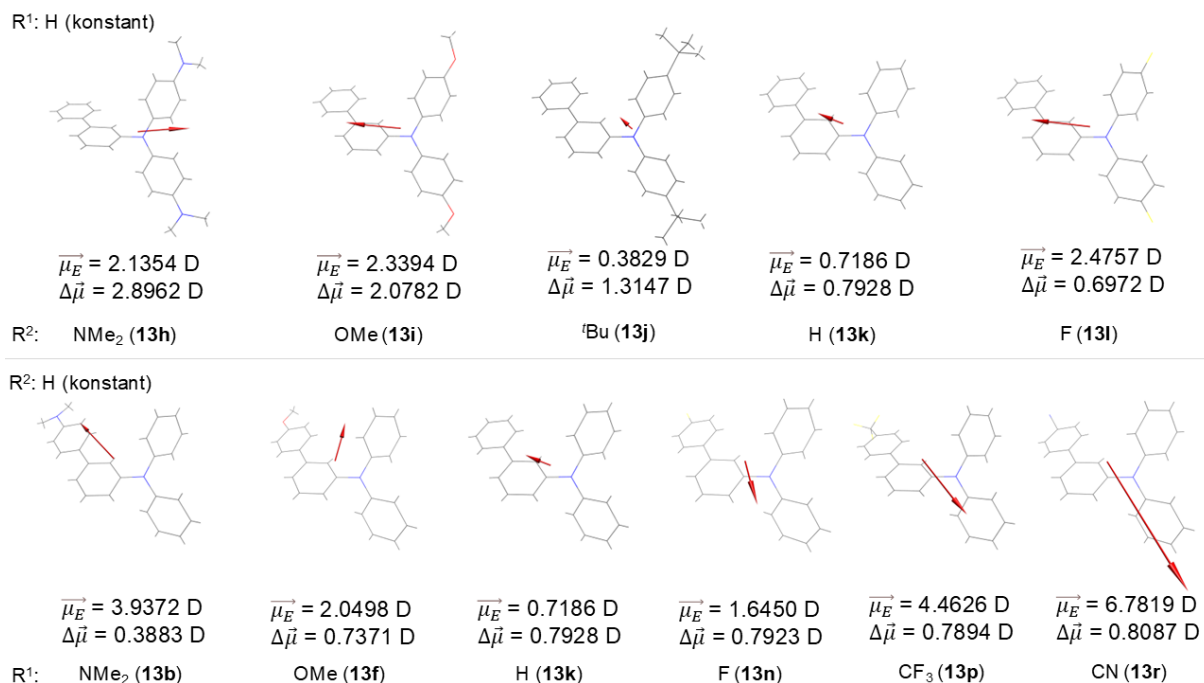 R¹: H (konstant)
μ_E = 2.1354 D
Δμ = 2.8962 D
μ_E = 2.3394 D
Δμ = 2.0782 D
μ_E = 0.3829 D
Δμ = 1.3147 D
μ_E = 0.7186 D
Δμ = 0.7928 D
μ_E = 2.4757 D
Δμ = 0.6972 D
R²: NMe₂ (13h) OMe (13i) ᵗBu (13j) H (13k) F (13l)
R²: H (konstant)
μ_E = 3.9372 D
Δμ = 0.3883 D
μ_E = 2.0498 D
Δμ = 0.7371 D
μ_E = 0.7186 D
Δμ = 0.7928 D
μ_E = 1.6450 D
Δμ = 0.7923 D
μ_E = 4.4626 D
Δμ = 0.7894 D
μ_E = 6.7819 D
Δμ = 0.8087 D
R¹: NMe₂ (13b) OMe (13f) H (13k) F (13n) CF₃ (13p) CN (13r)